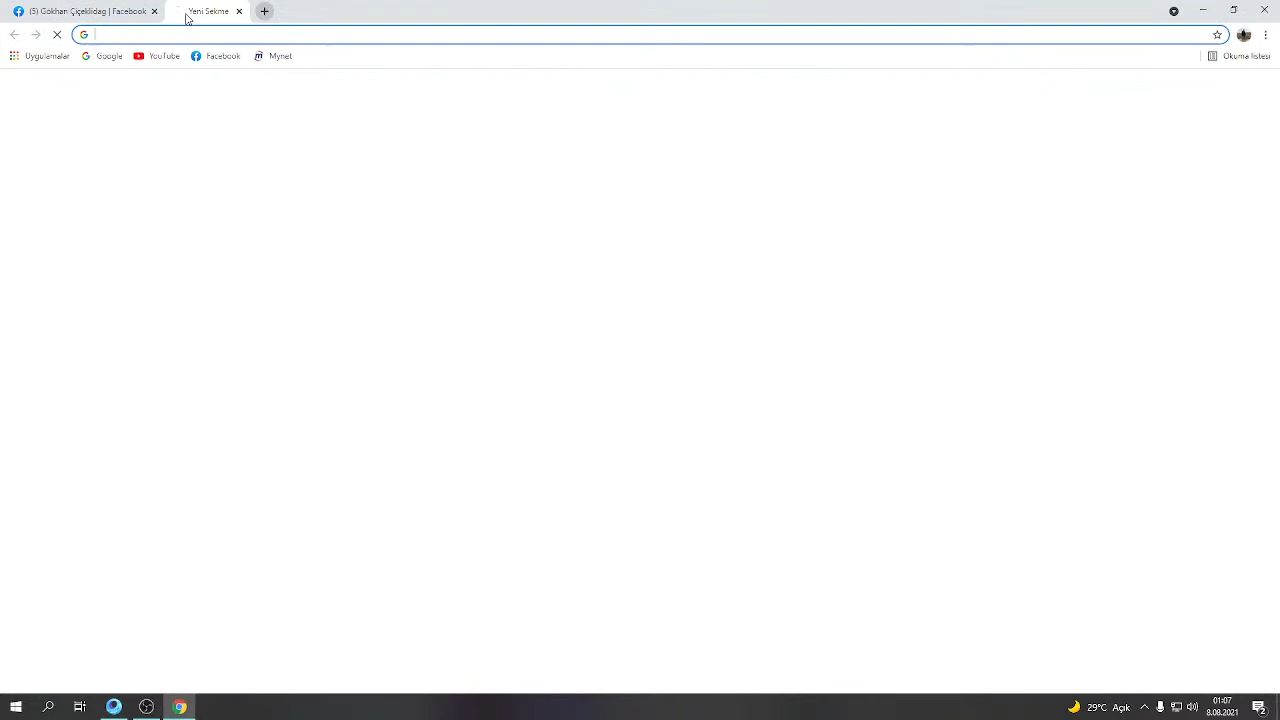 (5) Gökhan Çiçeklidag | Facebook
Yeni Sekme
Uygulamalar
Google
YouTube
Facebook
Mynet
Okuma listesi
29°C Açık
01:07
8.08.2021
2